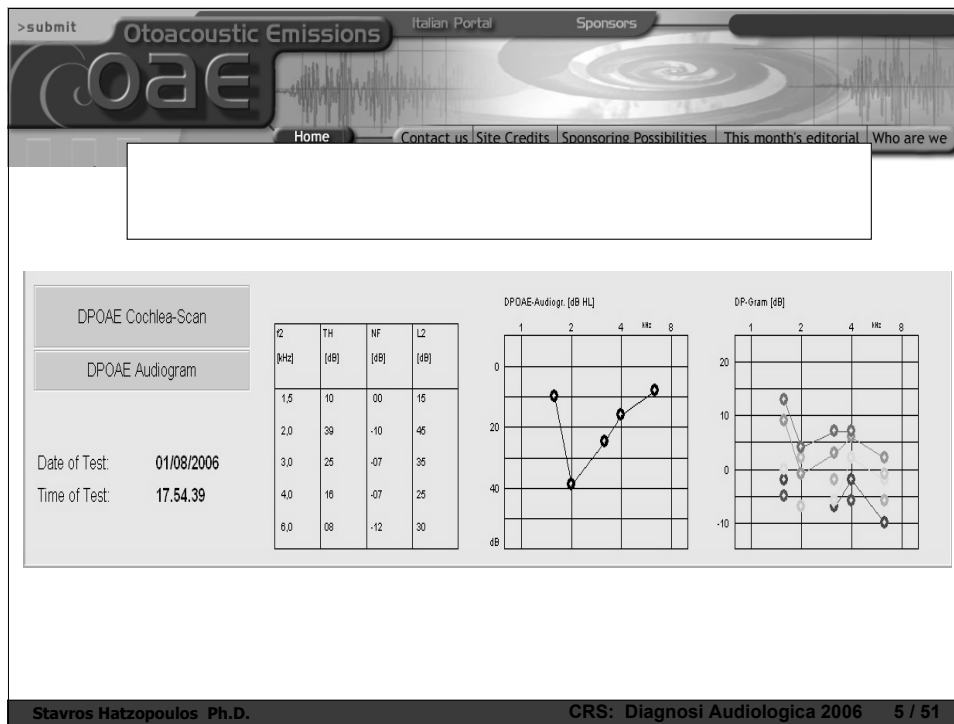 >submit
Otoacoustic Emissions
Italian Portal
Sponsors
oae
Home
Contact us
Site Credits
Sponsoring Possibilities
This month's editorial
Who are we
DPOAE Cochlea-Scan
DPOAE Audiogram
Date of Test: 01/08/2006
Time of Test: 17.54.39
f2 TH NF L2
[kHz] [dB] [dB] [dB]
1,5 10 00 15
2,0 39 -10 45
3,0 25 -07 35
4,0 16 -07 25
6,0 08 -12 30
DPOAE-Audiogr. [dB HL]
1 2 4 kHz 8
0
20
40
dB
DP-Gram [dB]
1 2 4 kHz 8
20
10
0
-10
Stavros Hatzopoulos Ph.D.
CRS: Diagnosi Audiologica 2006 5 / 51